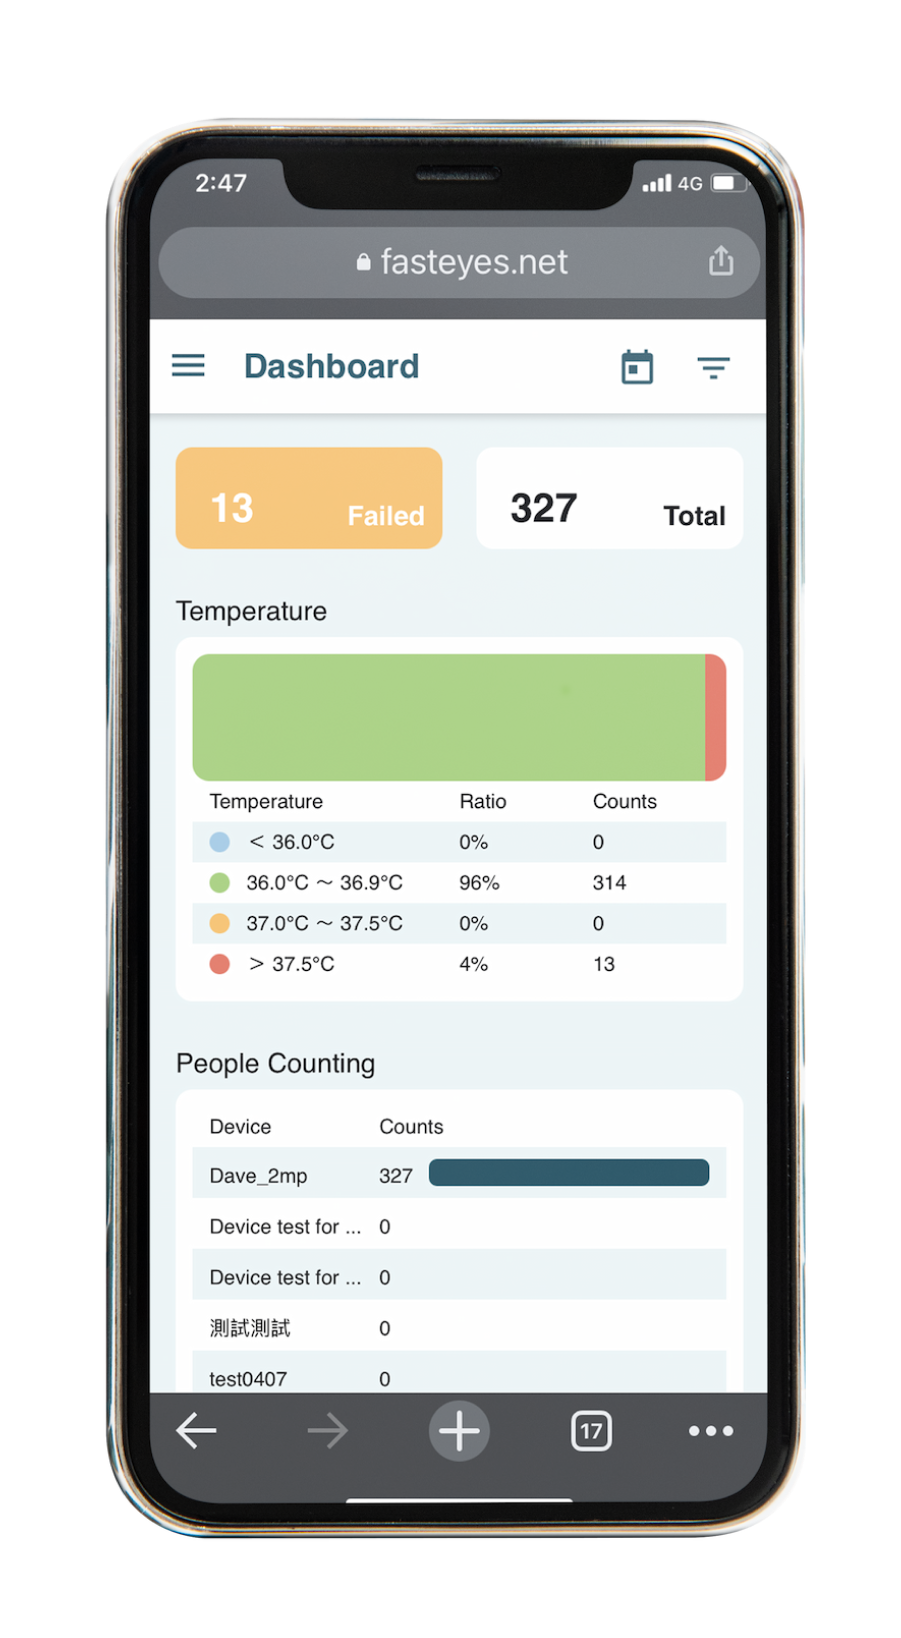 2:47 4G
fasteyes.net
Dashboard
13 Failed 327 Total
Temperature
Temperature Ratio Counts
< 36.0°C 0% 0
36.0°C ~ 36.9°C 96% 314
37.0°C ~ 37.5°C 0% 0
> 37.5°C 4% 13
People Counting
Device Counts
Dave_2mp 327
Device test for ... 0
Device test for ... 0
測試測試 0
test0407 0
17